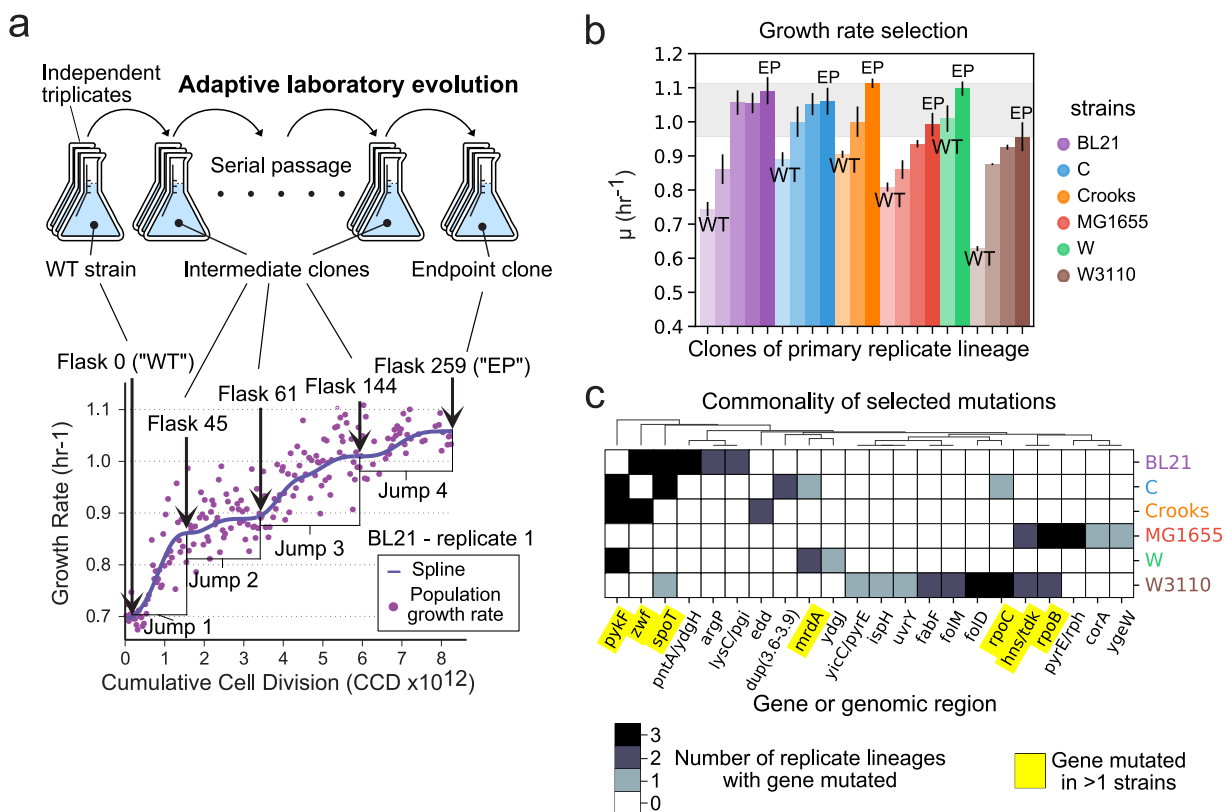 a
Independent
triplicates
Adaptive laboratory evolution
Serial passage
WT strain
Intermediate clones
Endpoint clone
Flask 0 ("WT")
Flask 45
Flask 61
Flask 144
Flask 259 ("EP")
1.1
1.0
0.9
0.8
0.7
Growth Rate (hr-1)
Jump 1
Jump 2
Jump 3
Jump 4
BL21 - replicate 1
Spline
Population
growth rate
0 1 2 3 4 5 6 7 8
Cumulative Cell Division (CCD x10^12)
b
Growth rate selection
1.2
1.1
1.0
0.9
0.8
0.7
0.6
0.4
μ (hr⁻¹)
WT
EP
WT
EP
WT
EP
WT
EP
WT
EP
WT
EP
Clones of primary replicate lineage
strains
BL21
C
Crooks
MG1655
W
W3110
c
Commonality of selected mutations
BL21
C
Crooks
MG1655
W
W3110
pykF
zwf
spoT
pntA/ydgH
argP
lysC/pgi
edd
dup(3.6-3.9)
mrdA
ydgJ
yicC/pyrE
ispH
uvrY
fabF
folM
folD
rpoC
hns/tdk
rpoB
pyrE/rph
corA
ygeW
Gene or genomic region
3
2
1
0
Number of replicate lineages
with gene mutated
Gene mutated
in >1 strains